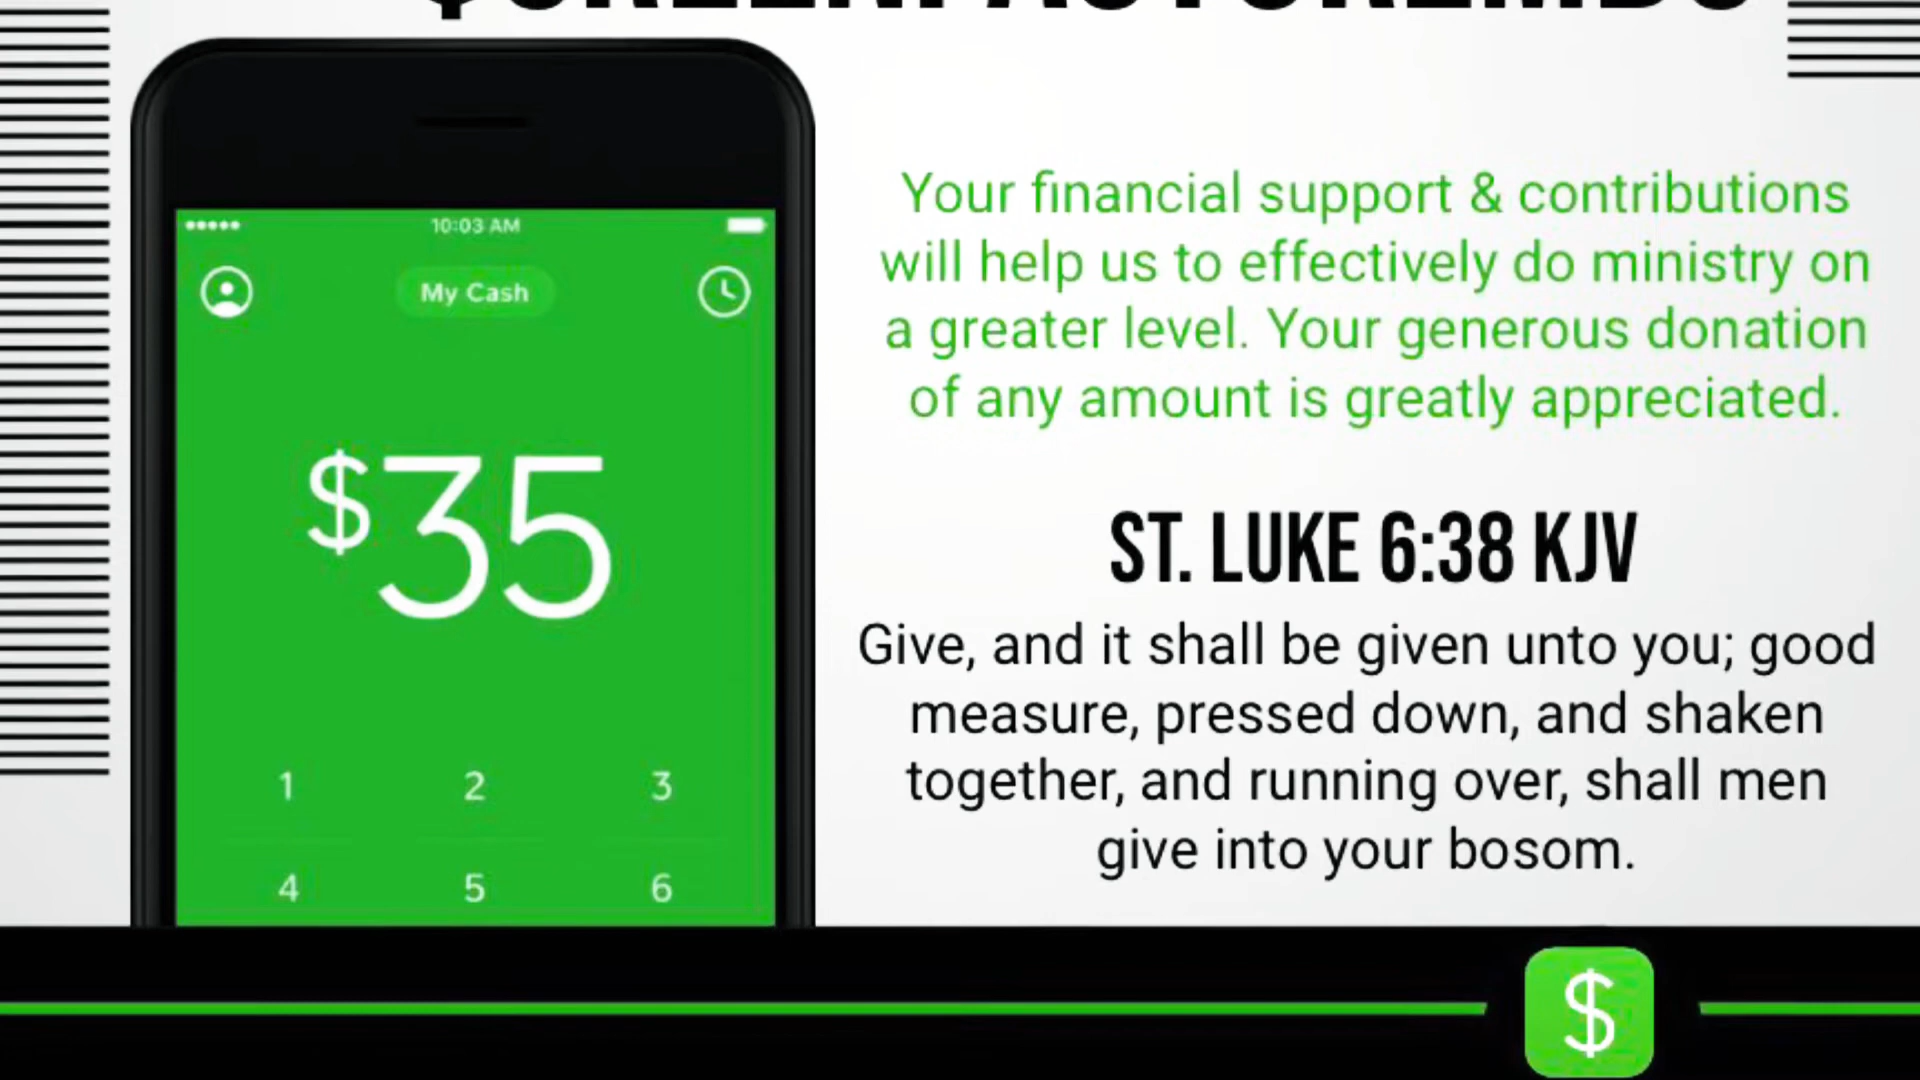 10:03 AM
My Cash
$35
1 2 3
4 5 6
Your financial support & contributions
will help us to effectively do ministry on
a greater level. Your generous donation
of any amount is greatly appreciated.
ST. LUKE 6:38 KJV
Give, and it shall be given unto you; good
measure, pressed down, and shaken
together, and running over, shall men
give into your bosom.
$